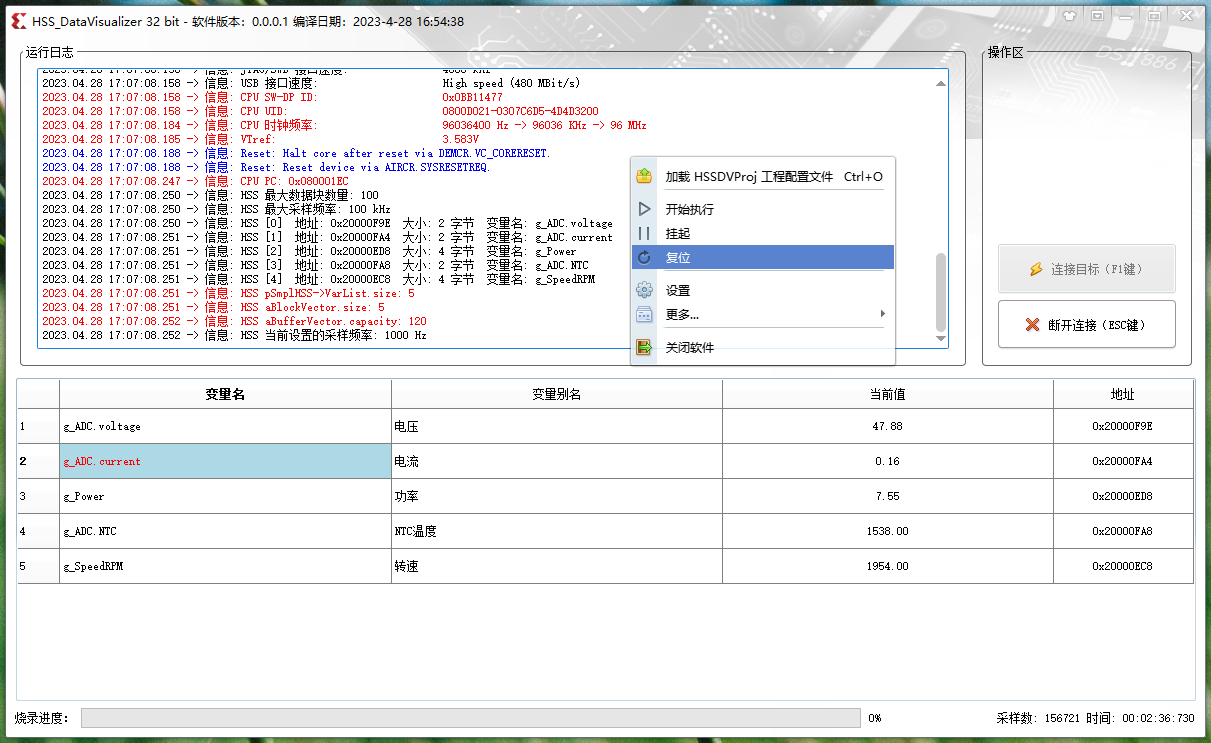 HSS_DataVisualizer 32 bit - 软件版本：0.0.0.1 编译日期：2023-4-28 16:54:38
运行日志
操作区
2023.04.28 17:07:08.158 -> 信息: JTAG/SWD 接口速度: 4000 kHz
2023.04.28 17:07:08.158 -> 信息: USB 接口速度: High speed (480 MBit/s)
2023.04.28 17:07:08.158 -> 信息: CPU SW-DP ID: 0x0BB11477
2023.04.28 17:07:08.158 -> 信息: CPU UID: 0800D021-0307C6D5-4D4D3200
2023.04.28 17:07:08.184 -> 信息: CPU 时钟频率: 96036400 Hz -> 96036 KHz -> 96 MHz
2023.04.28 17:07:08.185 -> 信息: VTref: 3.583V
2023.04.28 17:07:08.188 -> 信息: Reset: Halt core after reset via DEMCR.VC_CORERESET.
2023.04.28 17:07:08.188 -> 信息: Reset: Reset device via AIRCR.SYSRESETREQ.
2023.04.28 17:07:08.247 -> 信息: CPU PC: 0x080001EC
2023.04.28 17:07:08.250 -> 信息: HSS 最大数据块数量: 100
2023.04.28 17:07:08.250 -> 信息: HSS 最大采样频率: 100 kHz
2023.04.28 17:07:08.250 -> 信息: HSS [0] 地址: 0x20000F9E 大小: 2 字节 变量名: g_ADC.voltage
2023.04.28 17:07:08.251 -> 信息: HSS [1] 地址: 0x20000FA4 大小: 2 字节 变量名: g_ADC.current
2023.04.28 17:07:08.251 -> 信息: HSS [2] 地址: 0x20000ED8 大小: 4 字节 变量名: g_Power
2023.04.28 17:07:08.251 -> 信息: HSS [3] 地址: 0x20000FA8 大小: 2 字节 变量名: g_ADC.NTC
2023.04.28 17:07:08.251 -> 信息: HSS [4] 地址: 0x20000EC8 大小: 4 字节 变量名: g_SpeedRPM
2023.04.28 17:07:08.251 -> 信息: HSS pSmplHSS->VarList.size: 5
2023.04.28 17:07:08.251 -> 信息: HSS aBlockVector.size: 5
2023.04.28 17:07:08.252 -> 信息: HSS aBufferVector.capacity: 120
2023.04.28 17:07:08.252 -> 信息: HSS 当前设置的采样频率: 1000 Hz
加载 HSSDVProj 工程配置文件 Ctrl+O
开始执行
挂起
复位
设置
更多...
关闭软件
连接目标（F1键）
断开连接（ESC键）
变量名 变量别名 当前值 地址
1 g_ADC.voltage 电压 47.88 0x20000F9E
2 g_ADC.current 电流 0.16 0x20000FA4
3 g_Power 功率 7.55 0x20000ED8
4 g_ADC.NTC NTC温度 1538.00 0x20000FA8
5 g_SpeedRPM 转速 1954.00 0x20000EC8
烧录进度: 0% 采样数: 156721 时间: 00:02:36:730